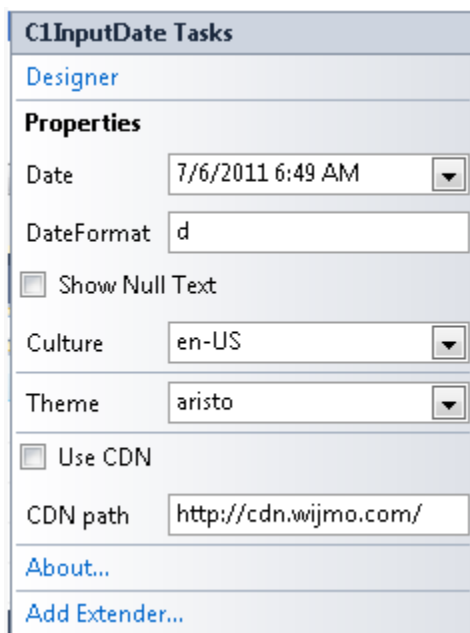 C1InputDate Tasks
Designer
Properties
Date 7/6/2011 6:49 AM
DateFormat d
Show Null Text
Culture en-US
Theme aristo
Use CDN
CDN path http://cdn.wijmo.com/
About...
Add Extender...